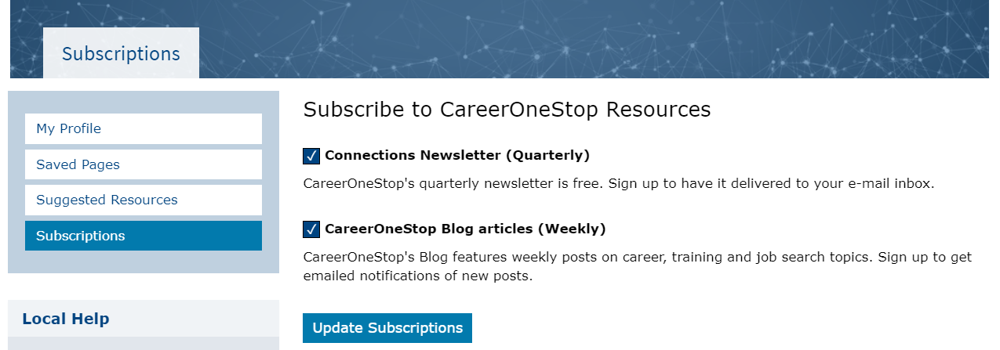 Subscriptions
My Profile
Saved Pages
Suggested Resources
Subscriptions
Local Help
Subscribe to CareerOneStop Resources
Connections Newsletter (Quarterly)
CareerOneStop's quarterly newsletter is free. Sign up to have it delivered to your e-mail inbox.
CareerOneStop Blog articles (Weekly)
CareerOneStop's Blog features weekly posts on career, training and job search topics. Sign up to get
emailed notifications of new posts.
Update Subscriptions